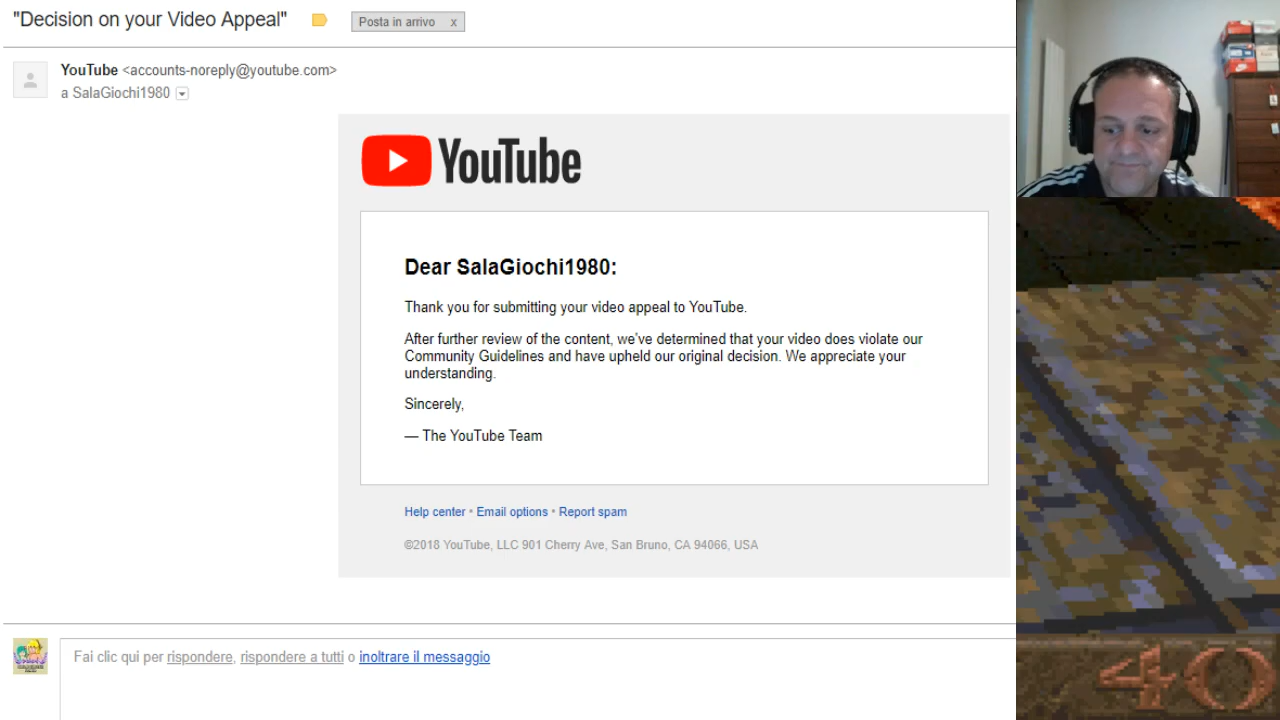 "Decision on your Video Appeal"
Posta in arrivo x
YouTube <accounts-noreply@youtube.com>
a SalaGiochi1980
YouTube
Dear SalaGiochi1980:
Thank you for submitting your video appeal to YouTube.
After further review of the content, we've determined that your video does violate our
Community Guidelines and have upheld our original decision. We appreciate your
understanding.
Sincerely,
— The YouTube Team
Help center • Email options • Report spam
©2018 YouTube, LLC 901 Cherry Ave, San Bruno, CA 94066, USA
Fai clic qui per rispondere, rispondere a tutti o inoltrare il messaggio
40